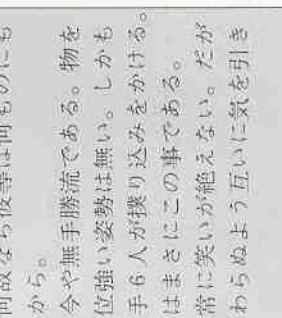 何故なら彼等は何ものにも
から。
今や無手勝流である。物を
位強い姿勢は無い。しかも
手6人が撲り込みをかける。
はまさにこの事である。
常に笑いが絶えない。だが
わらぬよう互いに気を引き